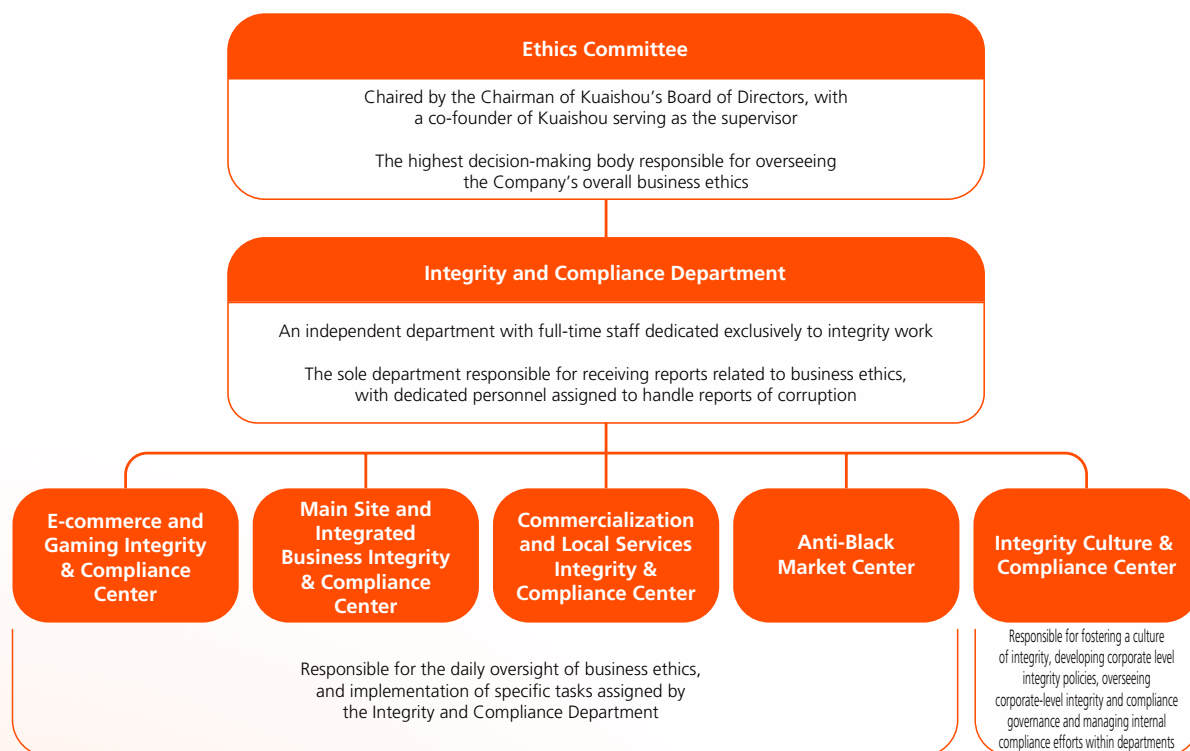 Ethics Committee
Chaired by the Chairman of Kuaishou's Board of Directors, with
a co-founder of Kuaishou serving as the supervisor
The highest decision-making body responsible for overseeing
the Company's overall business ethics
Integrity and Compliance Department
An independent department with full-time staff dedicated exclusively to integrity work
The sole department responsible for receiving reports related to business ethics,
with dedicated personnel assigned to handle reports of corruption
E-commerce and
Gaming Integrity
& Compliance
Center
Main Site and
Integrated
Business Integrity
& Compliance
Center
Commercialization
and Local Services
Integrity &
Compliance Center
Anti-Black
Market Center
Integrity Culture &
Compliance Center
Responsible for the daily oversight of business ethics,
and implementation of specific tasks assigned by
the Integrity and Compliance Department
Responsible for fostering a culture
of integrity, developing corporate level
integrity policies, overseeing
corporate-level integrity and compliance
governance and managing internal
compliance efforts within departments